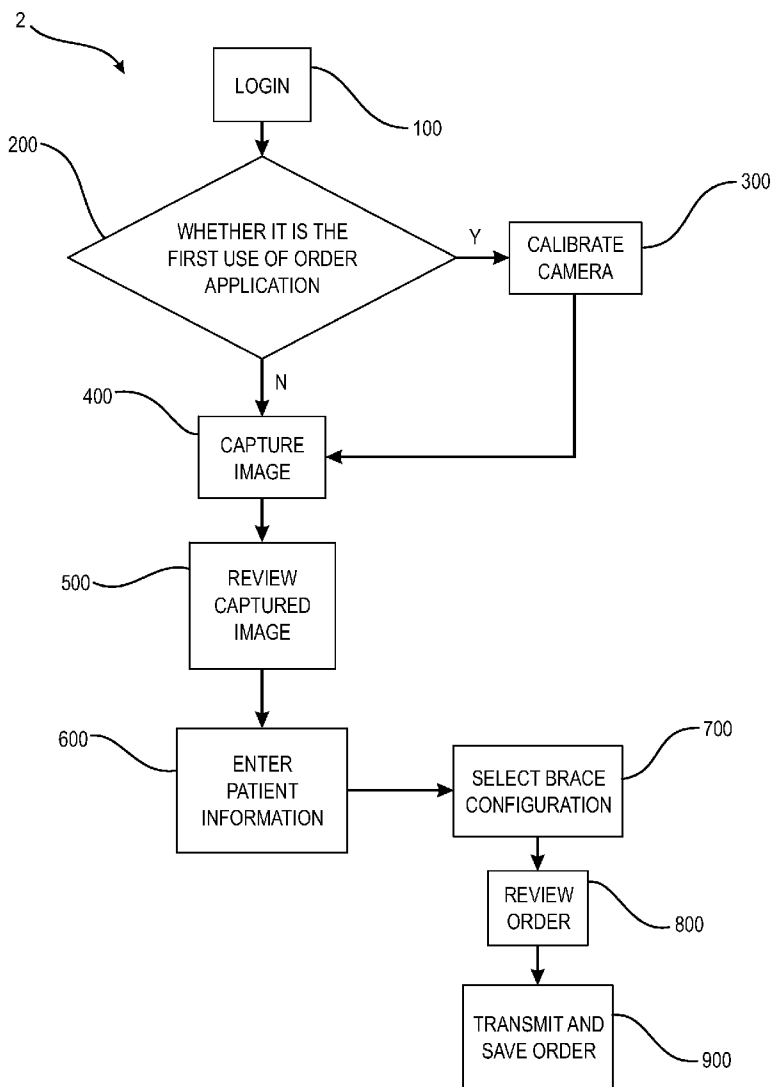 2
LOGIN
100
200
WHETHER IT IS THE
FIRST USE OF ORDER
APPLICATION
Y
300
CALIBRATE
CAMERA
N
400
CAPTURE
IMAGE
500
REVIEW
CAPTURED
IMAGE
600
ENTER
PATIENT
INFORMATION
700
SELECT BRACE
CONFIGURATION
REVIEW
ORDER
800
TRANSMIT AND
SAVE ORDER
900